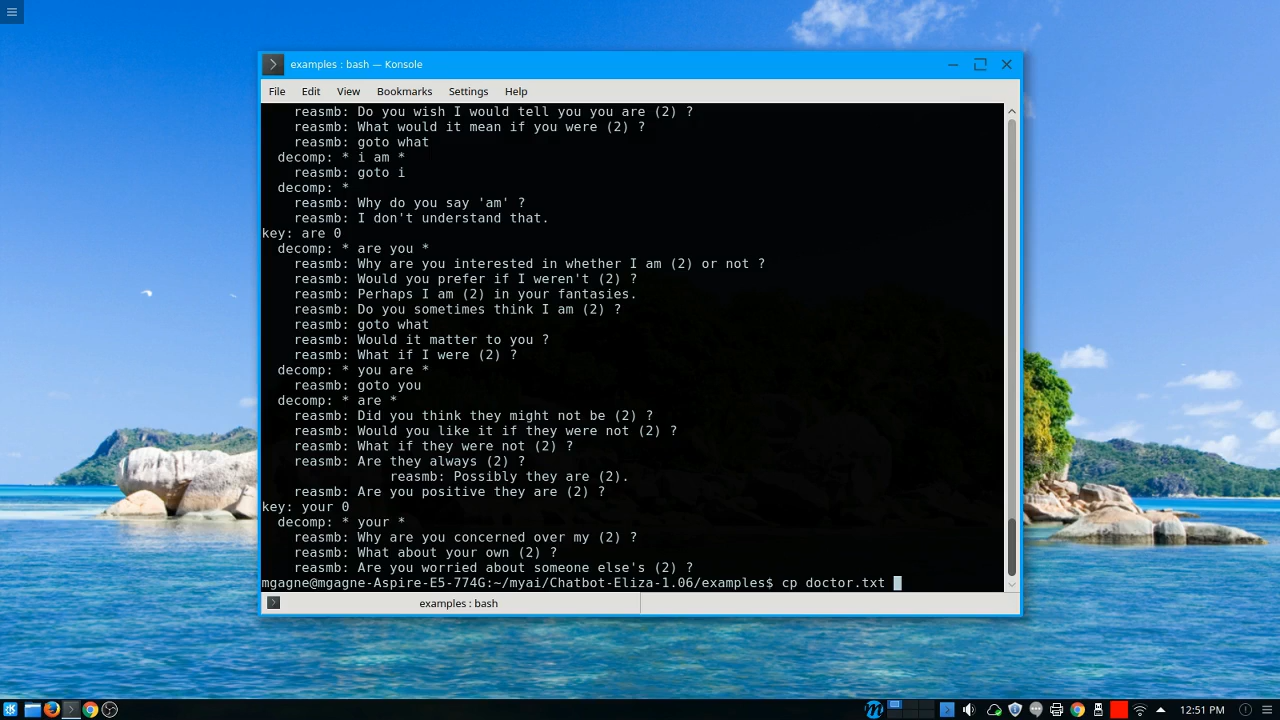 examples : bash — Konsole
File Edit View Bookmarks Settings Help
reasmb: Do you wish I would tell you you are (2) ?
reasmb: What would it mean if you were (2) ?
reasmb: goto what
decomp: * i am *
reasmb: goto i
decomp: *
reasmb: Why do you say 'am' ?
reasmb: I don't understand that.
key: are 0
decomp: * are you *
reasmb: Why are you interested in whether I am (2) or not ?
reasmb: Would you prefer if I weren't (2) ?
reasmb: Perhaps I am (2) in your fantasies.
reasmb: Do you sometimes think I am (2) ?
reasmb: goto what
reasmb: Would it matter to you ?
reasmb: What if I were (2) ?
decomp: * you are *
reasmb: goto you
decomp: * are *
reasmb: Did you think they might not be (2) ?
reasmb: Would you like it if they were not (2) ?
reasmb: What if they were not (2) ?
reasmb: Are they always (2) ?
reasmb: Possibly they are (2).
reasmb: Are you positive they are (2) ?
key: your 0
decomp: * your *
reasmb: Why are you concerned over my (2) ?
reasmb: What about your own (2) ?
reasmb: Are you worried about someone else's (2) ?
mgagne@mgagne-Aspire-E5-774G:~/myai/Chatbot-Eliza-1.06/examples$ cp doctor.txt
examples : bash
12:51 PM